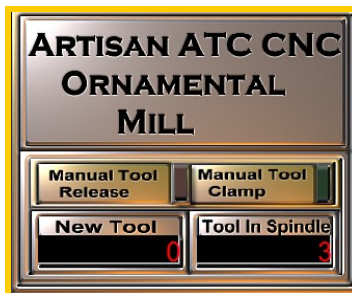 ARTISAN ATC CNC
ORNAMENTAL
MILL
Manual Tool Manual Tool
Release Clamp
New Tool Tool In Spindle
0 3